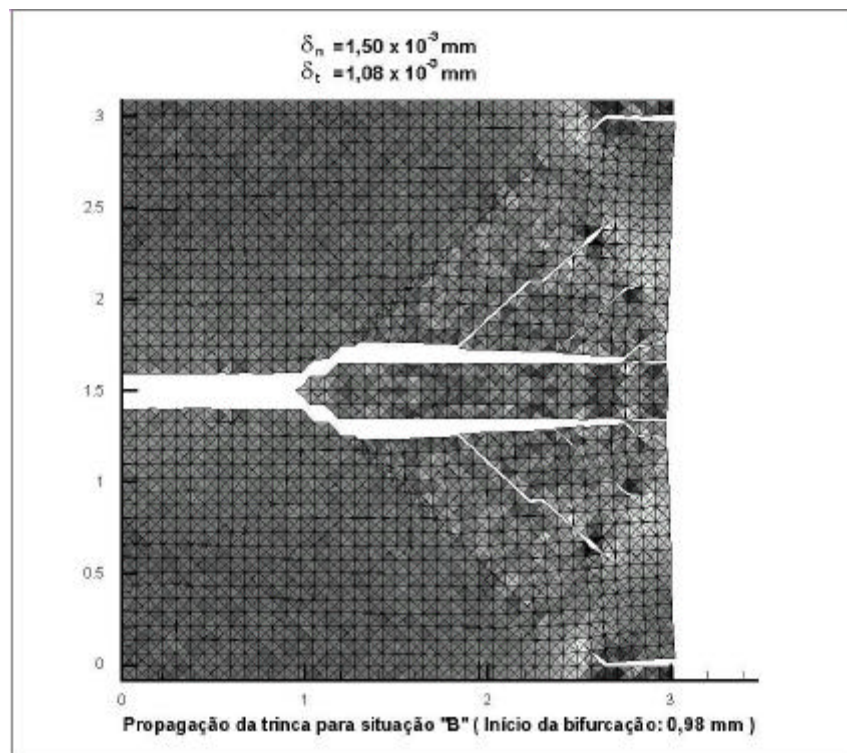 δn =1,50 x 10⁻³ mm
δt =1,08 x 10⁻³ mm
3
2.5
2
1.5
1
0.5
0
0 1 2 3
Propagação da trinca para situação "B" ( Início da bifurcação: 0,98 mm )